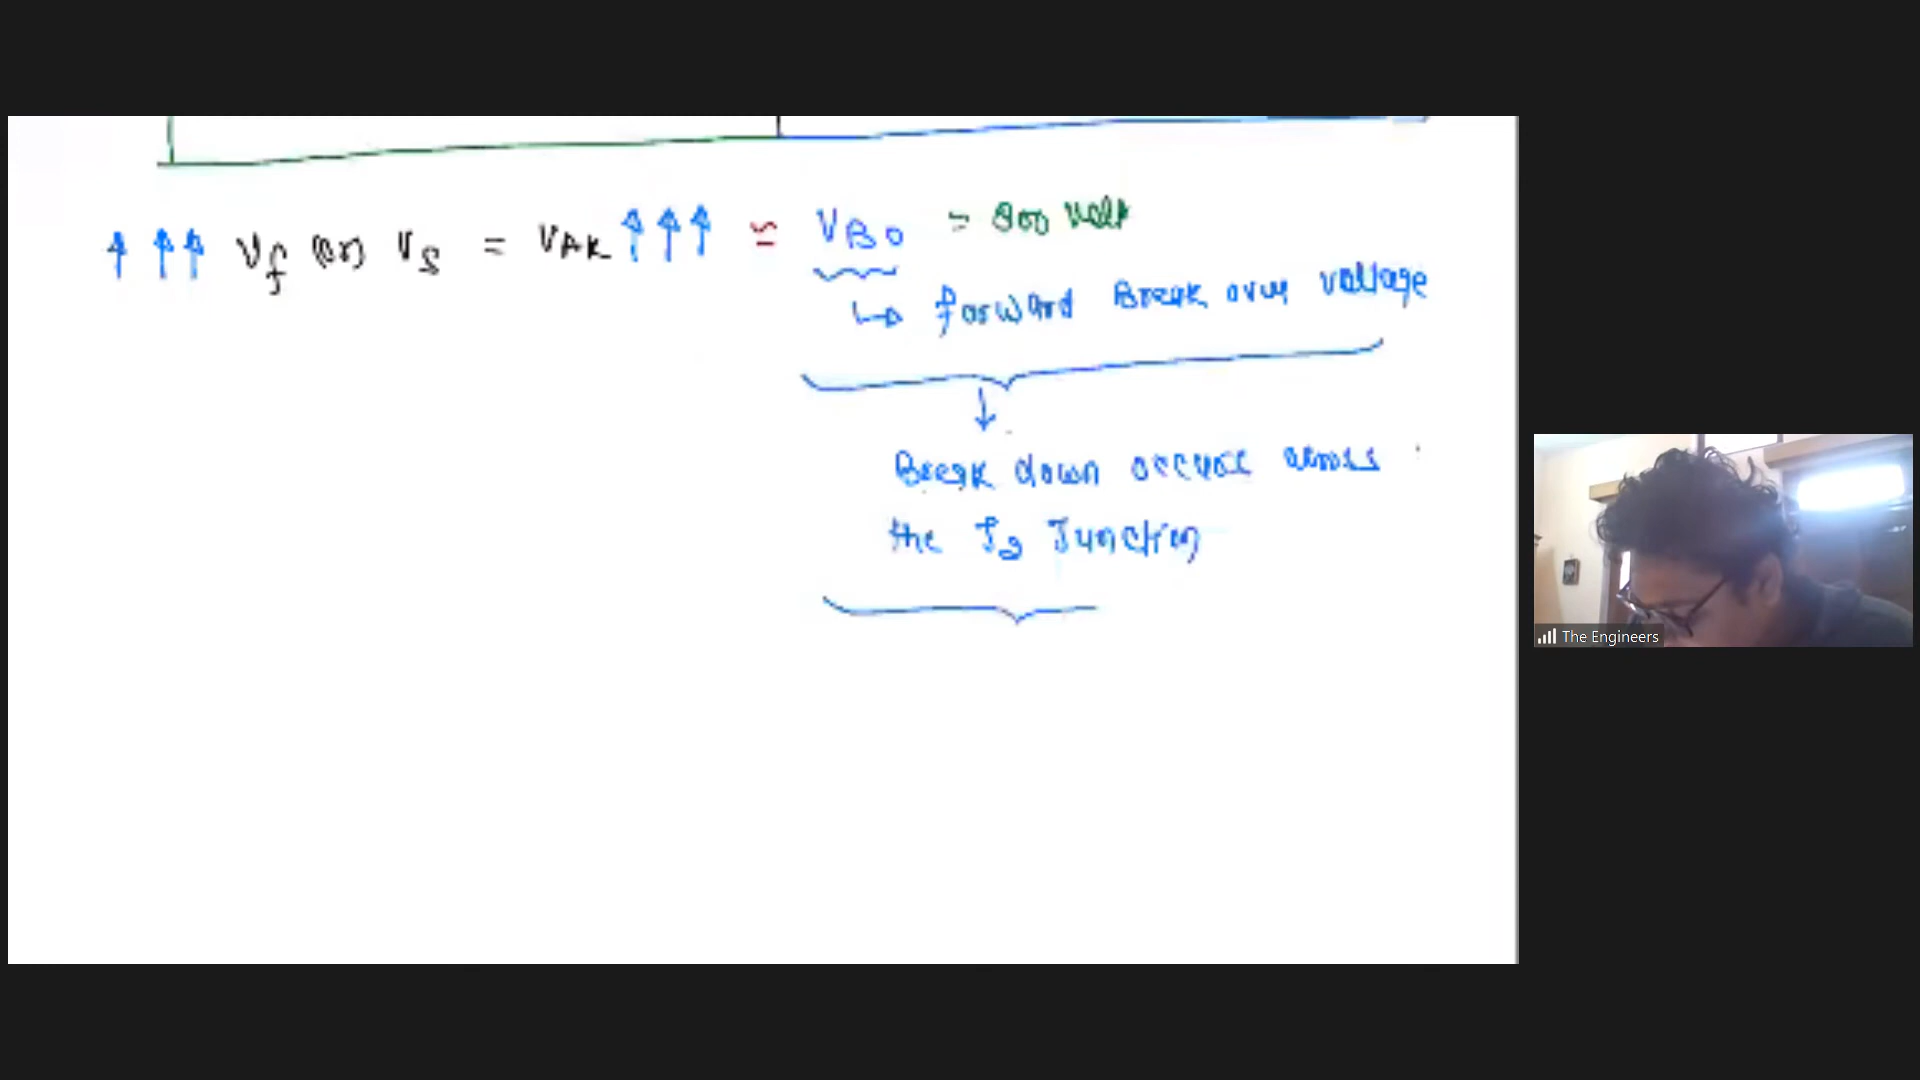 ↑ ↑↑ Vf (or) Vs = VAK ↑↑↑ ≃ VBO = 800 Volt
↳ forward Break over voltage
↓
Break down occurs across
the J2 Junction
The Engineers